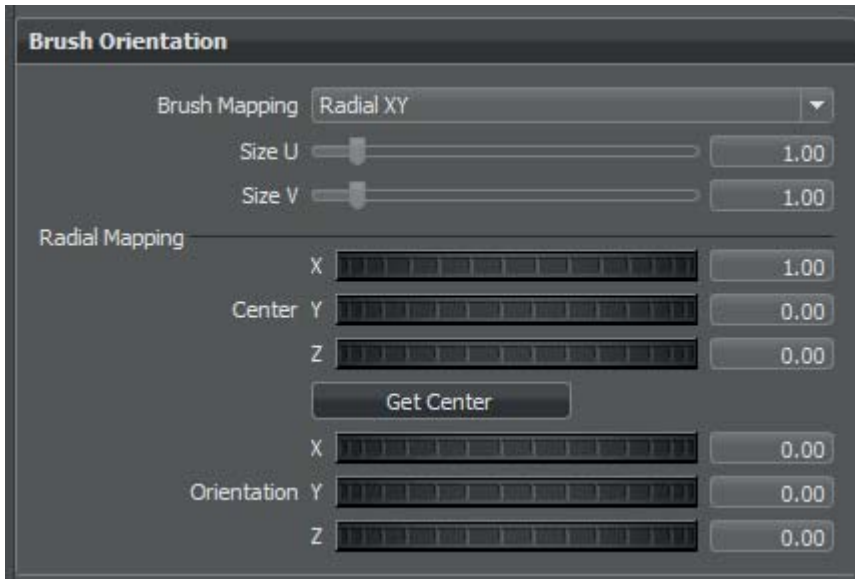 Brush Orientation
Brush Mapping Radial XY
Size U 1.00
Size V 1.00
Radial Mapping
X 1.00
Center Y 0.00
Z 0.00
Get Center
X 0.00
Orientation Y 0.00
Z 0.00